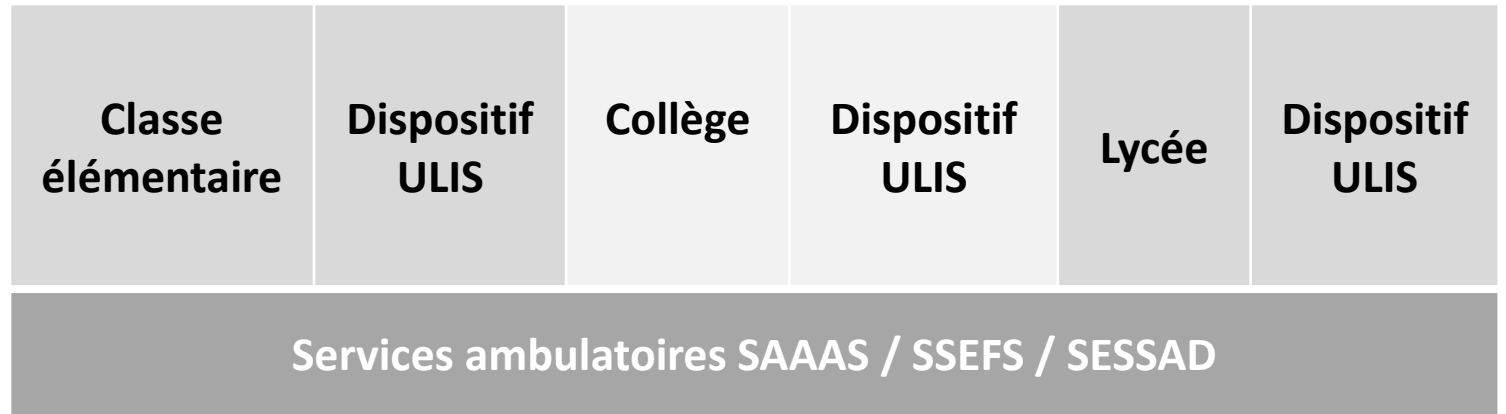 Classe
élémentaire
Dispositif
ULIS
Collège
Dispositif
ULIS
Lycée
Dispositif
ULIS
Services ambulatoires SAAAS / SSEFS / SESSAD